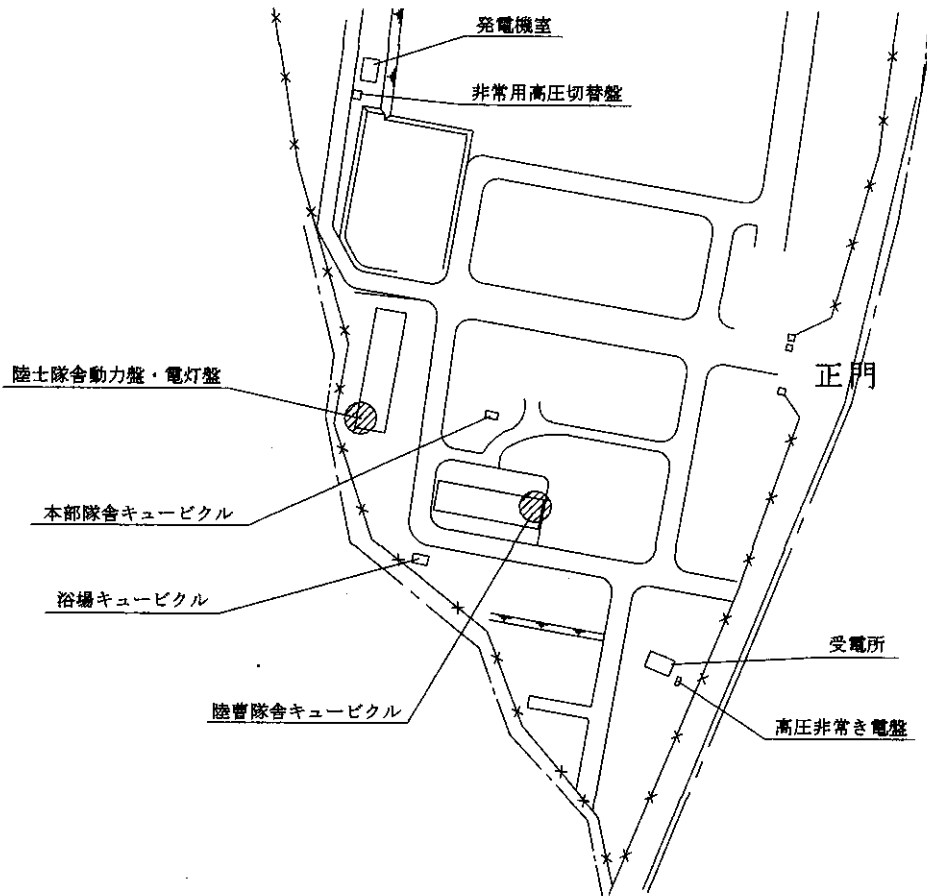 発電機室
非常用高圧切替盤
正門
陸士隊舎動力盤・電灯盤
本部隊舎キュービクル
浴場キュービクル
受電所
陸曹隊舎キュービクル
高圧非常き電盤